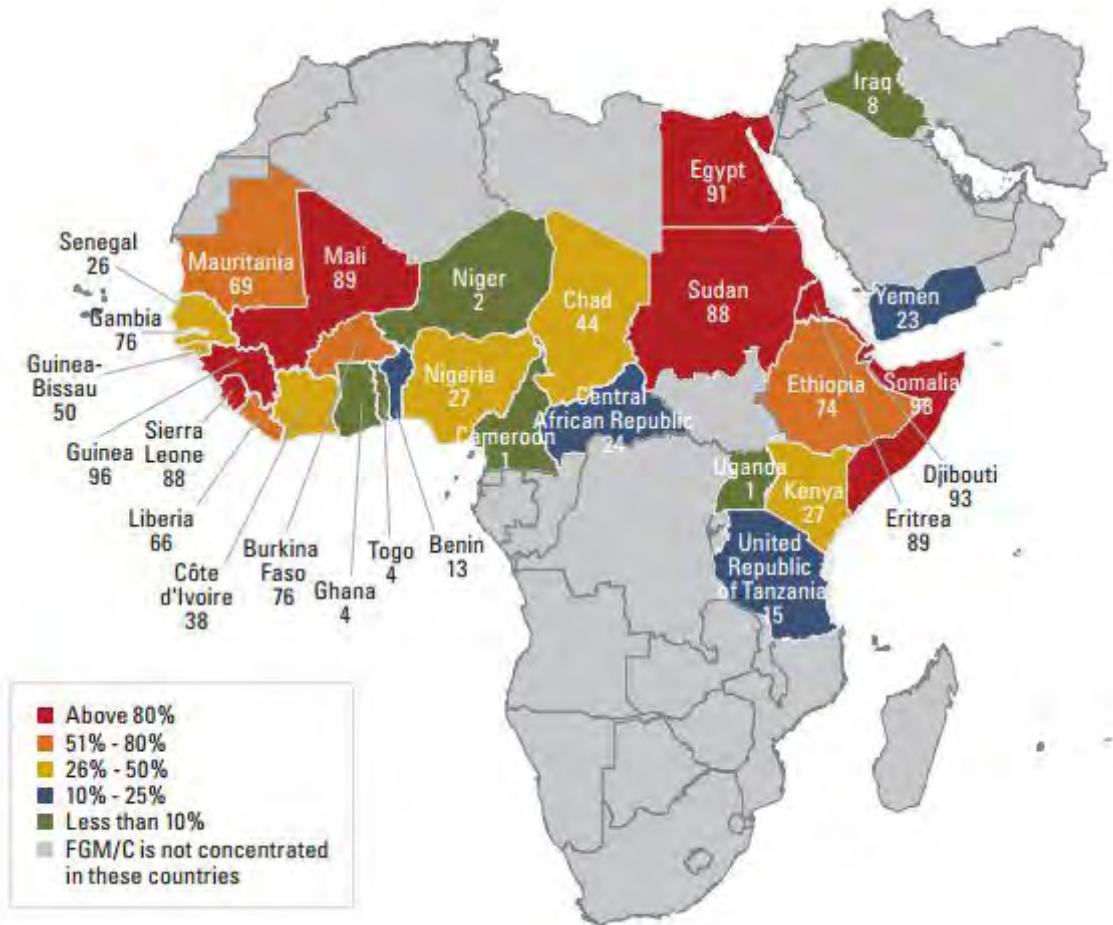 Iraq
8
Egypt
91
Senegal
26
Mauritania
69
Mali
89
Niger
2
Chad
44
Sudan
88
Yemen
23
Gambia
76
Guinea-
Bissau
50
Nigeria
27
Ethiopia
74
Somalia
98
Central
African Republic
24
Cameroon
1
Guinea
96
Sierra
Leone
88
Uganda
1
Kenya
27
Djibouti
93
Eritrea
89
Liberia
66
Côte
d'Ivoire
38
Burkina
Faso
76
Ghana
4
Togo
4
Benin
13
United
Republic
of Tanzania
15
Above 80%
51% - 80%
26% - 50%
10% - 25%
Less than 10%
FGM/C is not concentrated
in these countries